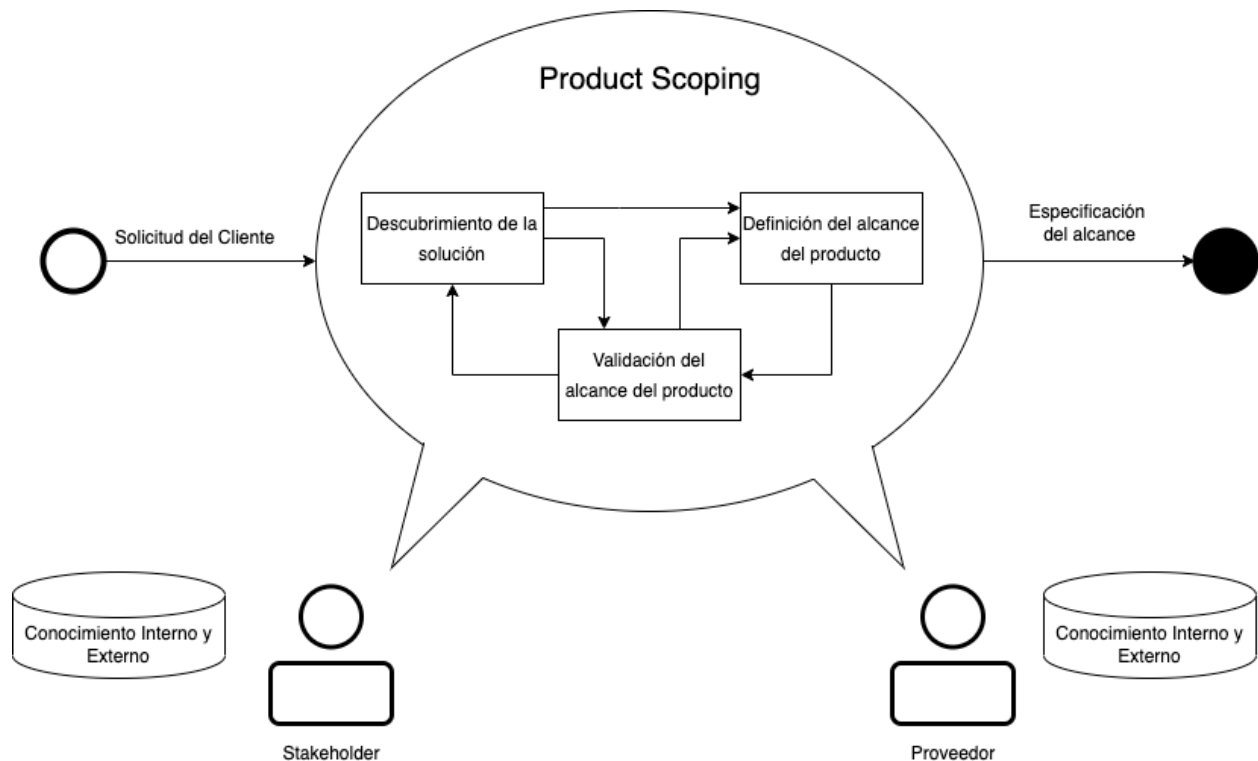 Product Scoping
Descubrimiento de la
solución
Definición del alcance
del producto
Solicitud del Cliente
Especificación
del alcance
Validación del
alcance del producto
Conocimiento Interno y
Externo
Conocimiento Interno y
Externo
Stakeholder
Proveedor